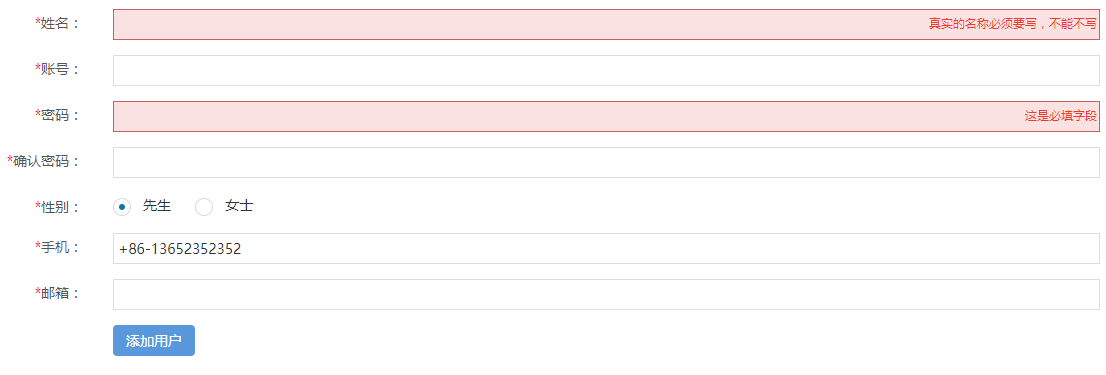 *姓名： 真实的名称必须要写，不能不写
*账号：
*密码： 这是必填字段
*确认密码：
*性别： 先生 女士
*手机： +86-13652352352
*邮箱：
添加用户